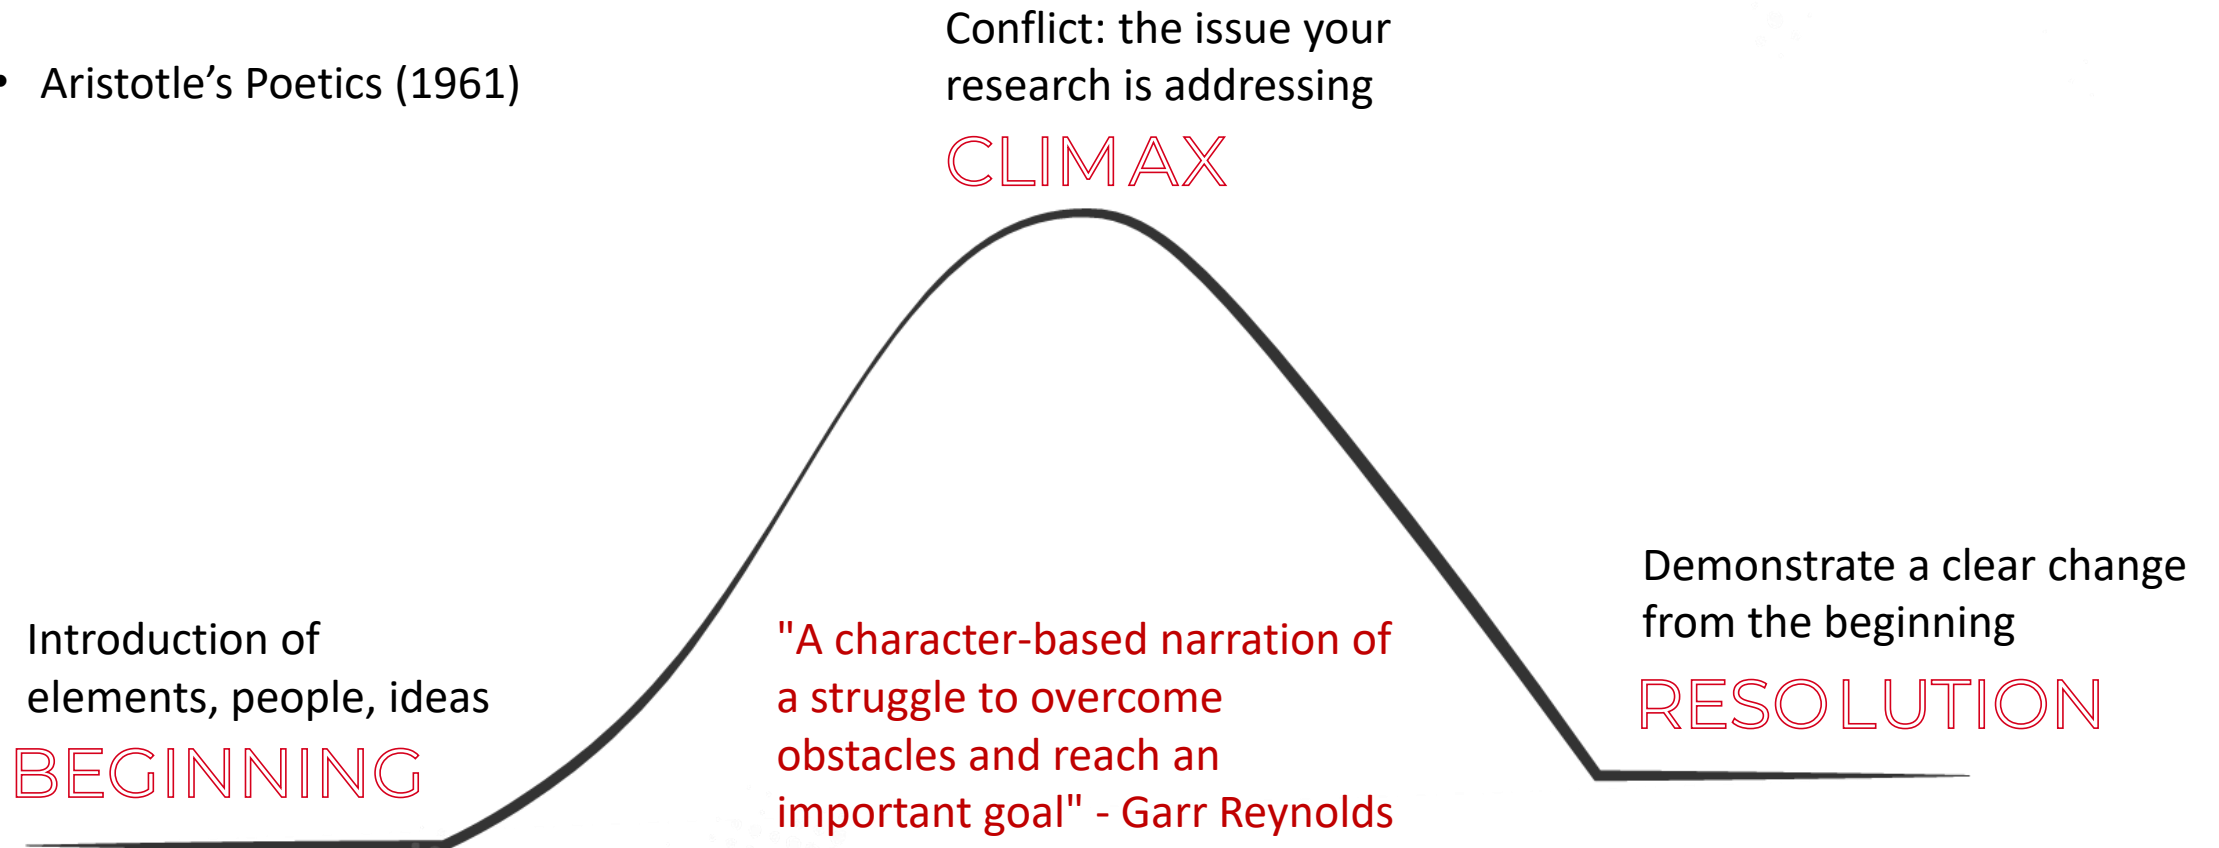 • Aristotle’s Poetics (1961)
Conflict: the issue your
research is addressing
CLIMAX
Introduction of
elements, people, ideas
BEGINNING
"A character-based narration of
a struggle to overcome
obstacles and reach an
important goal" - Garr Reynolds
Demonstrate a clear change
from the beginning
RESOLUTION